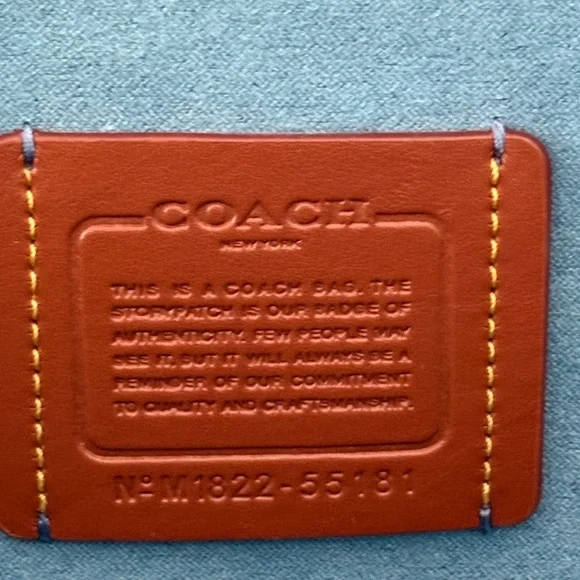 COACH
NEW YORK
THIS IS A COACH BAG. THE
STORYPATCH IS OUR BADGE OF
AUTHENTICITY. FEW PEOPLE MAY
SEE IT, BUT IT WILL ALWAYS BE A
REMINDER OF OUR COMMITMENT
TO QUALITY AND CRAFTSMANSHIP.
Nº M1822-55181